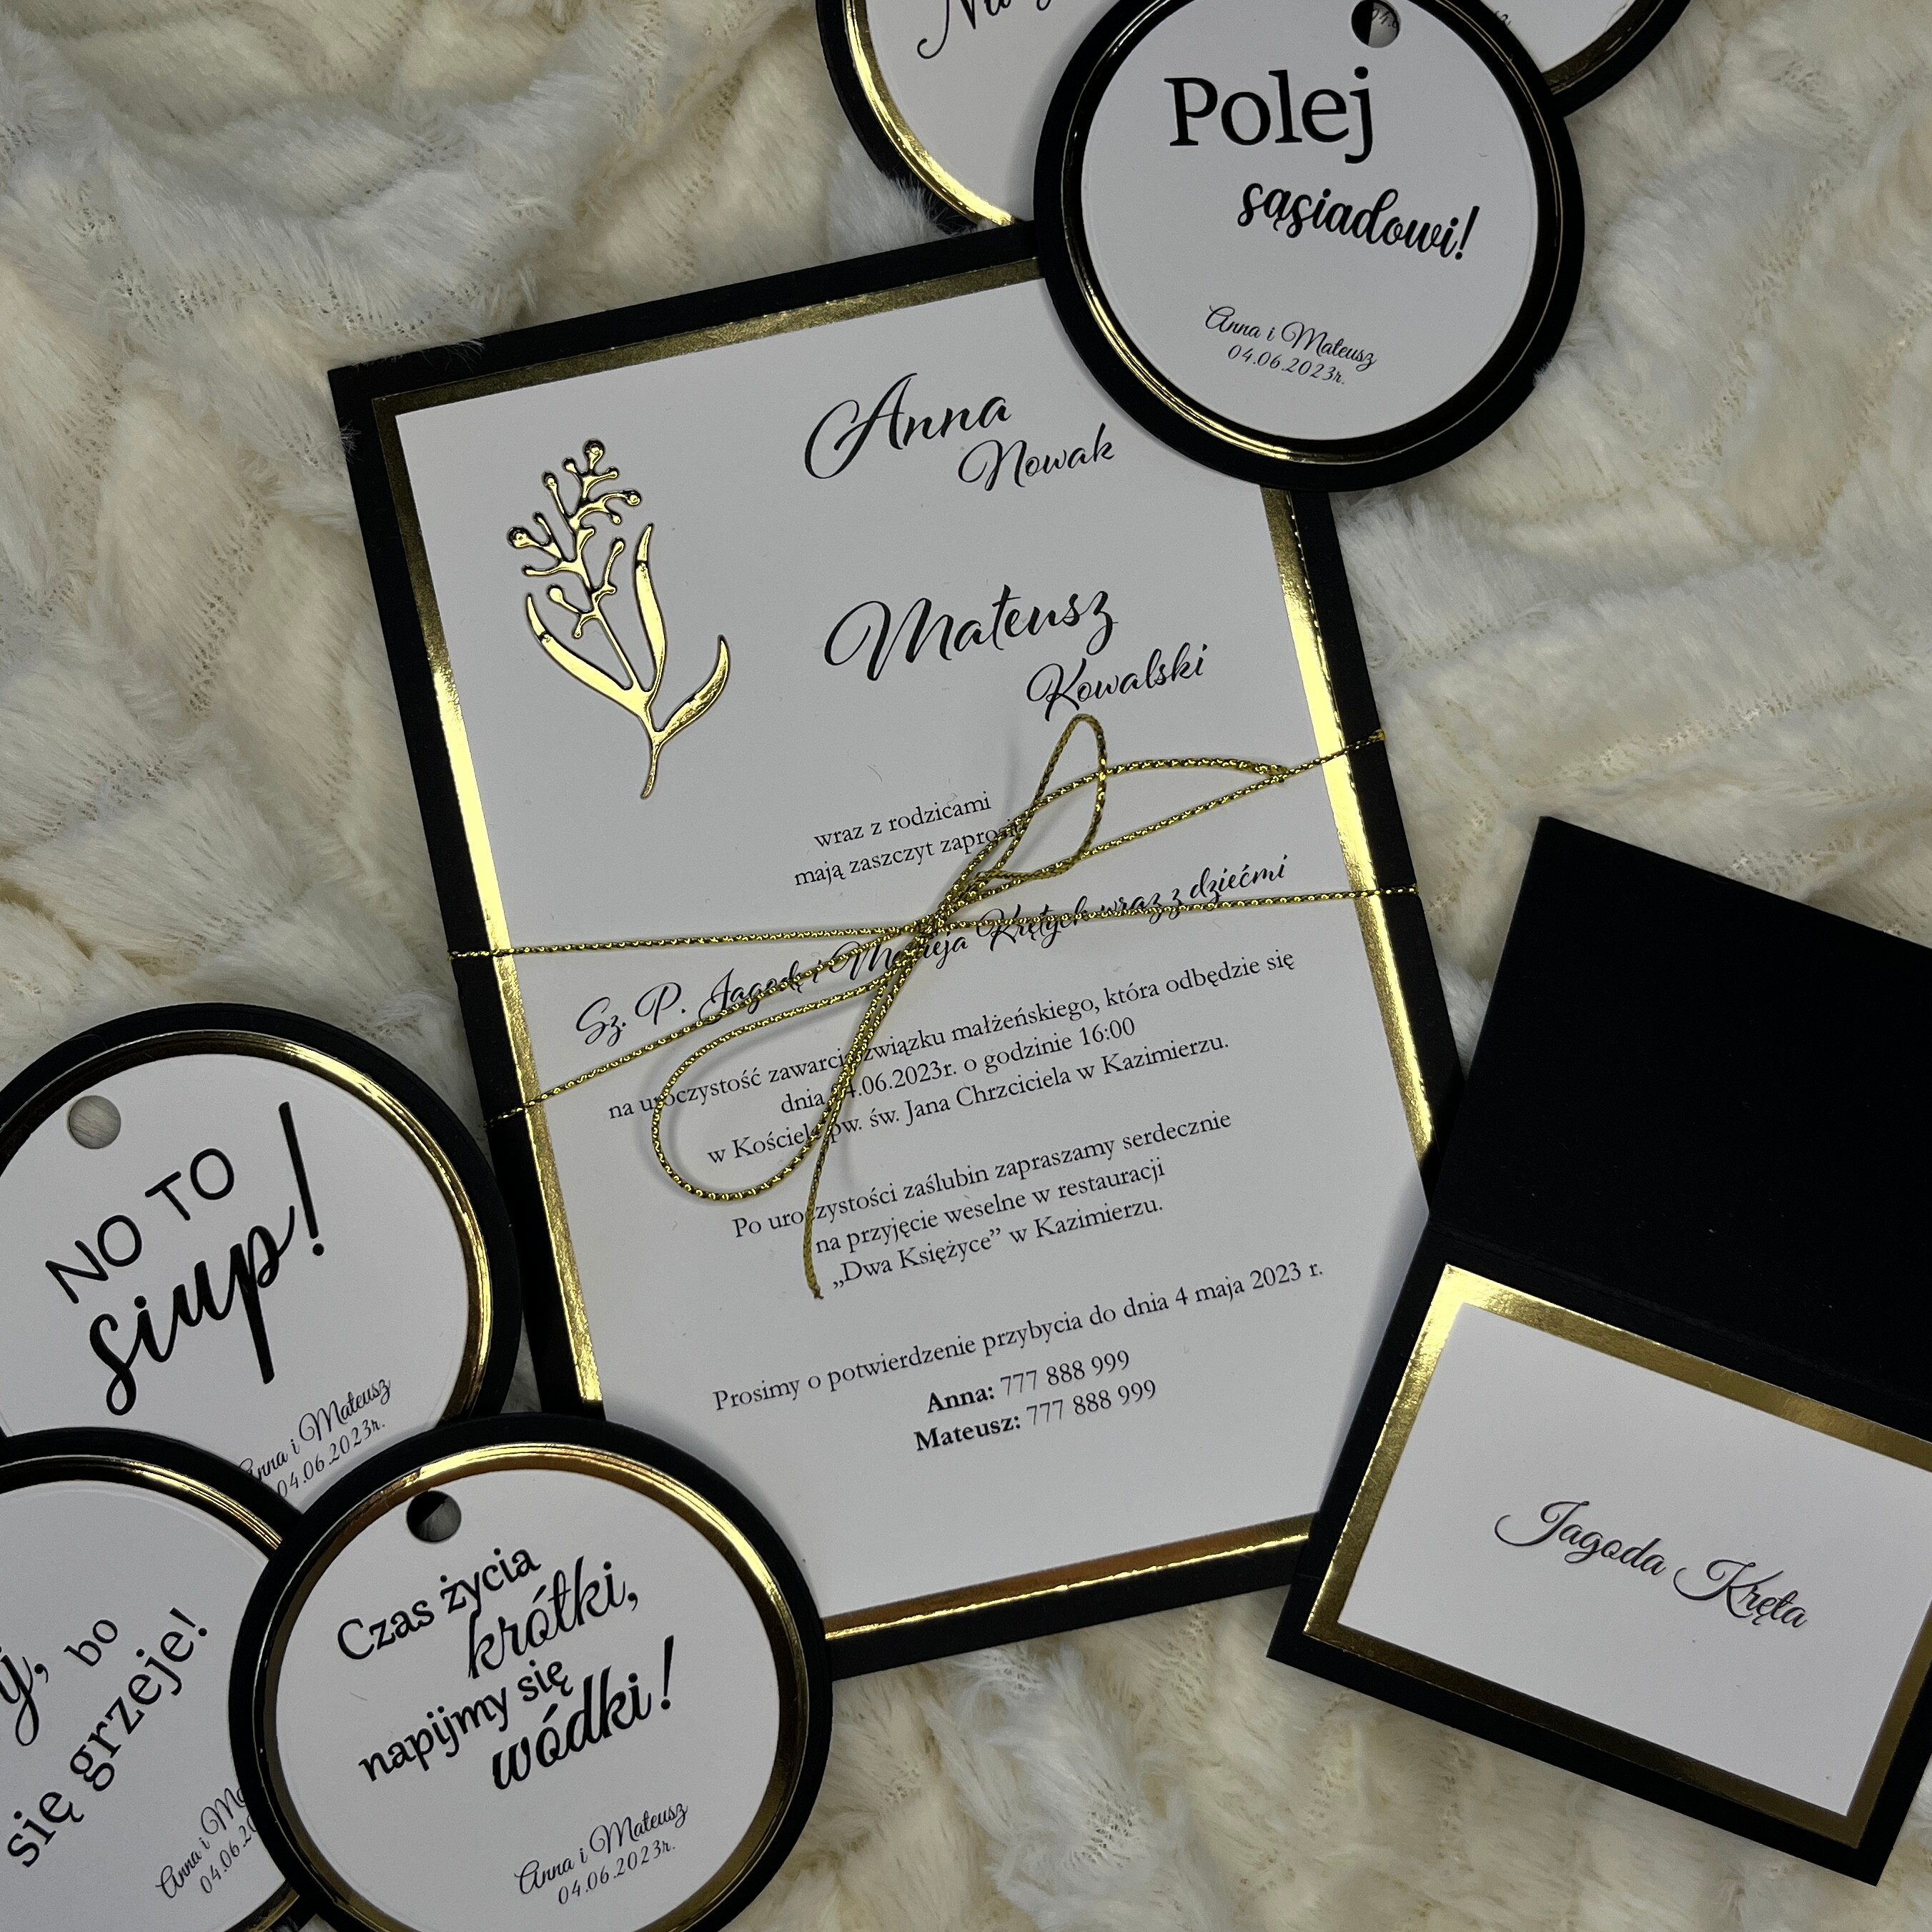 Polej
sąsiadowi!
Anna i Mateusz
04.06.2023r.
Anna
Nowak
Mateusz
Kowalski
wraz z rodzicami
mają zaszczyt
Sz. P. Jagodę i Macieja Krętych wraz z dziećmi
na uroczystość zawarcia związku małżeńskiego, która odbędzie się
dnia 04.06.2023r. o godzinie 16:00
w Kościele pw. św. Jana Chrzciciela w Kazimierzu.
Po uroczystości zaślubin zapraszamy serdecznie
na przyjęcie weselne w restauracji
„Dwa Księżyce” w Kazimierzu.
Prosimy o potwierdzenie przybycia do dnia 4 maja 2023 r.
Anna: 777 888 999
Mateusz: 777 888 999
NO TO
siup!
Anna i Mateusz
04.06.2023r.
bo
się grzeje!
Anna i
Czas życia
krótki,
napijmy się
wódki!
Anna i Mateusz
04.06.2023r.
Jagoda Kręta